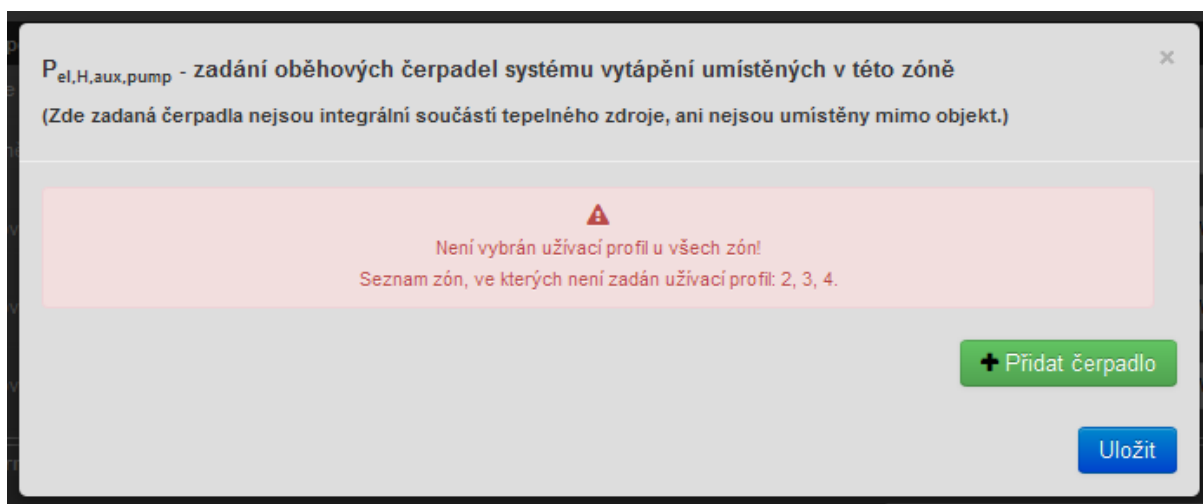 P_el,H,aux,pump - zadání oběhových čerpadel systému vytápění umístěných v této zóně
×
(Zde zadaná čerpadla nejsou integrální součástí tepelného zdroje, ani nejsou umístěny mimo objekt.)
Není vybrán užívací profil u všech zón!
Seznam zón, ve kterých není zadán užívací profil: 2, 3, 4.
+ Přidat čerpadlo
Uložit